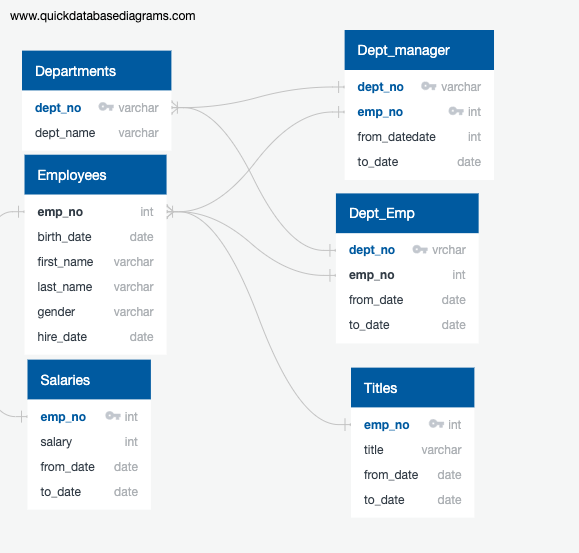 www.quickdatabasediagrams.com
Departments
dept_no varchar
dept_name varchar
Employees
emp_no int
birth_date date
first_name varchar
last_name varchar
gender varchar
hire_date date
Salaries
emp_no int
salary int
from_date date
to_date date
Dept_manager
dept_no varchar
emp_no int
from_datedate int
to_date date
Dept_Emp
dept_no vrchar
emp_no int
from_date date
to_date date
Titles
emp_no int
title varchar
from_date date
to_date date